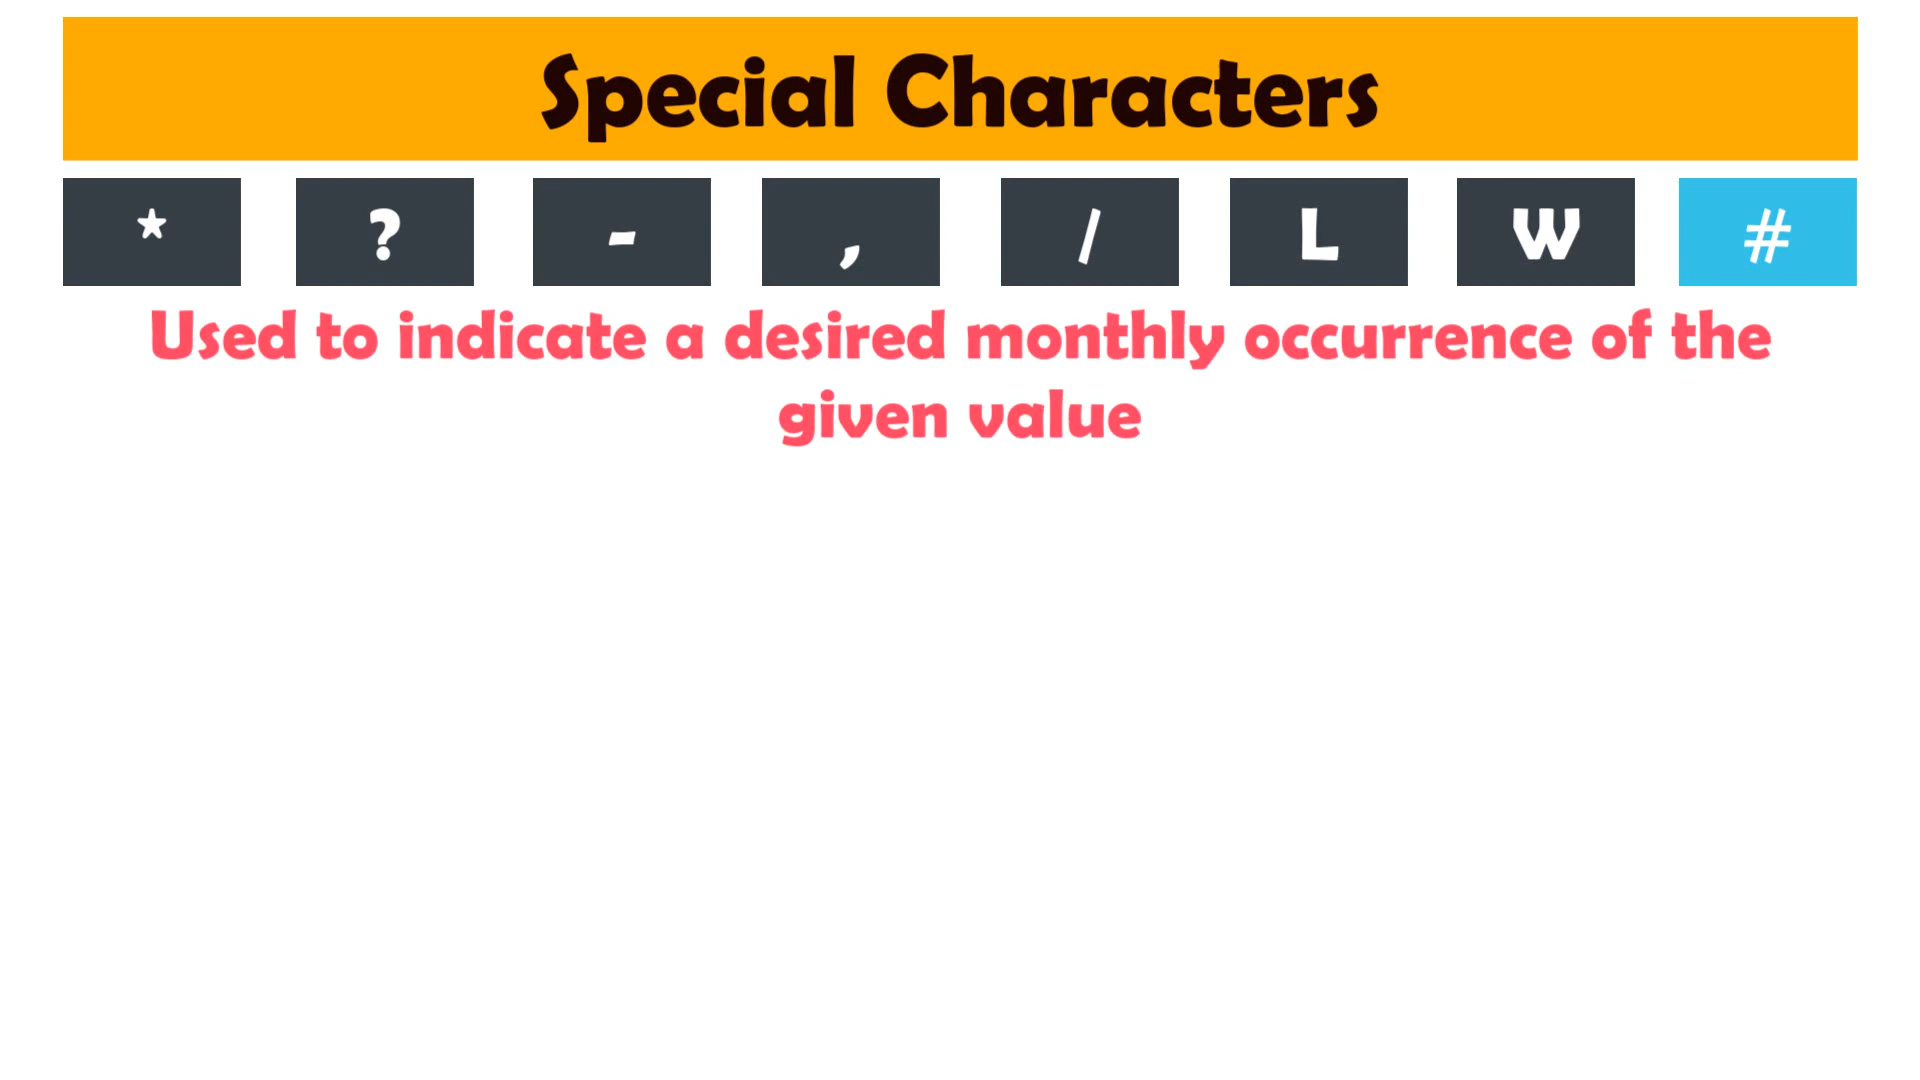 Special Characters
* ? - , / L W #
Used to indicate a desired monthly occurrence of the
given value